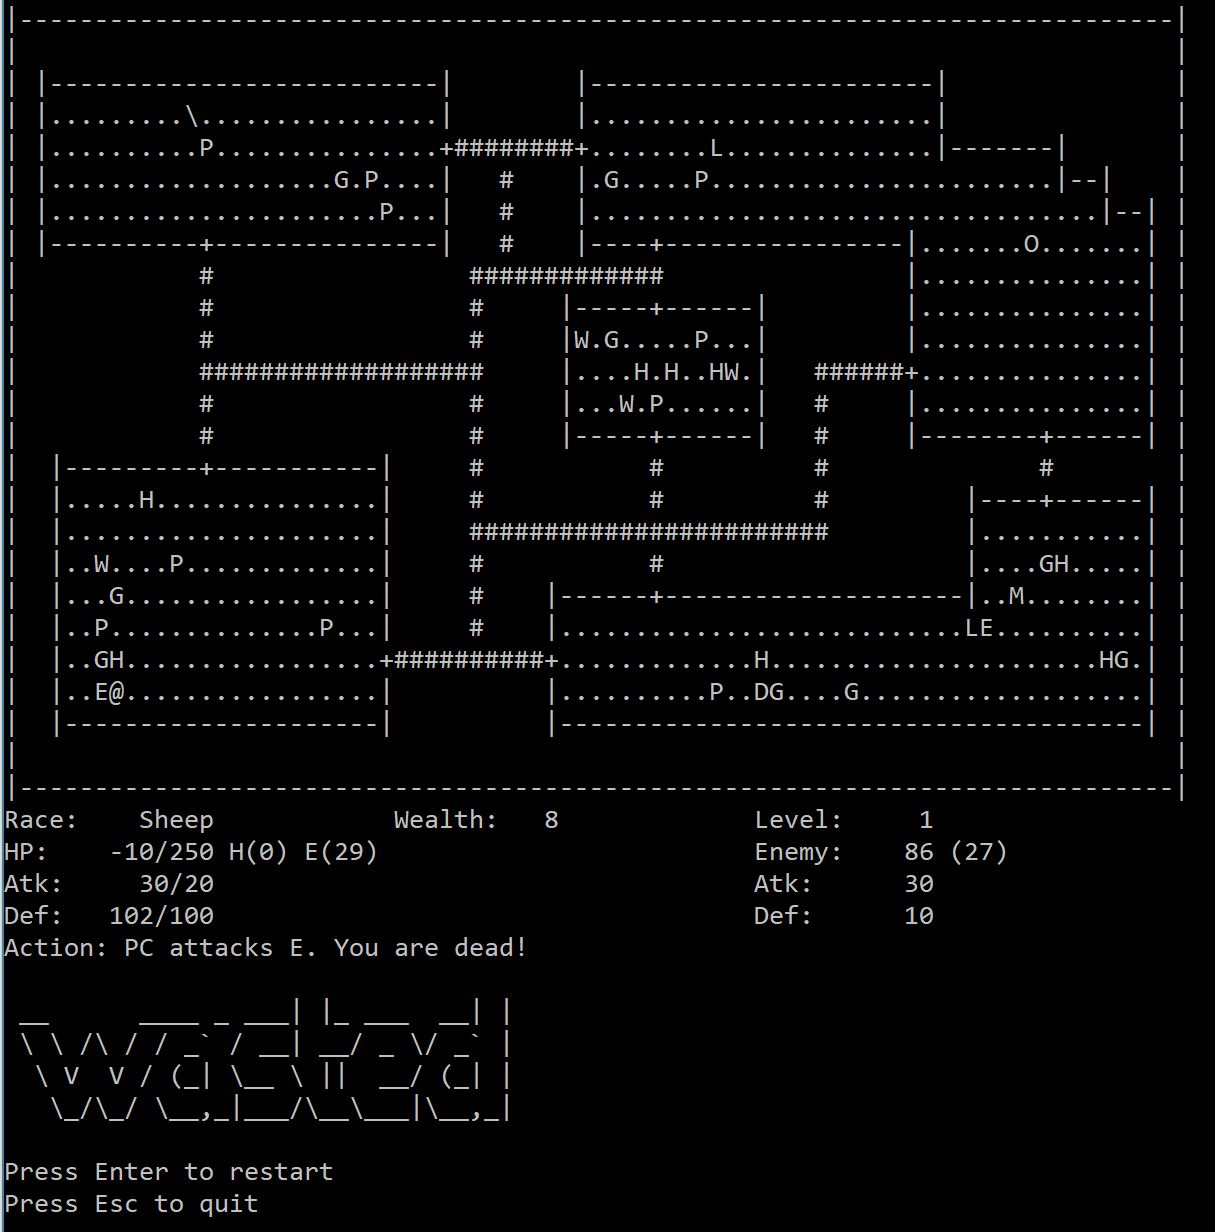 |-----------------------------------------------------------------------------|
|                                                                             |
| |--------------------------|        |-----------------------|               |
| |.........\................|        |.......................|               |
| |..........P...............+########+........L..............|-------|       |
| |...................G.P....|   #    |.G.....P.......................|--|    |
| |......................P...|   #    |..................................|--| |
| |----------+---------------|   #    |----+----------------|.......O.......| |
|            #                 #############                |...............| |
|            #                 #     |-----+------|         |...............| |
|            #                 #     |W.G.....P...|         |...............| |
|            ###################     |....H.H..HW.|   ######+...............| |
|            #                 #     |...W.P......|   #     |...............| |
|            #                 #     |-----+------|   #     |--------+------| |
|  |---------+-----------|     #           #          #              #        |
|  |.....H...............|     #           #          #         |----+------| |
|  |.....................|     ########################         |...........| |
|  |..W....P.............|     #           #                    |....GH.....| |
|  |...G.................|     #    |------+--------------------|..M........| |
|  |..P..............P...|     #    |...........................LE..........| |
|  |..GH.................+##########+.............H......................HG.| |
|  |..E@.................|          |..........P..DG....G...................| |
|  |---------------------|          |---------------------------------------| |
|                                                                             |
|-----------------------------------------------------------------------------|
Race:    Sheep            Wealth:   8             Level:     1
HP:    -10/250 H(0) E(29)                         Enemy:    86 (27)
Atk:     30/20                                    Atk:      30
Def:   102/100                                    Def:      10
Action: PC attacks E. You are dead!
 __      ____ _ ___| |_ ___  __| |
 \ \ /\ / / _` / __| __/ _ \/ _` |
  \ V  V / (_| \__ \ ||  __/ (_| |
   \_/\_/ \__,_|___/\__\___|\__,_|
Press Enter to restart
Press Esc to quit